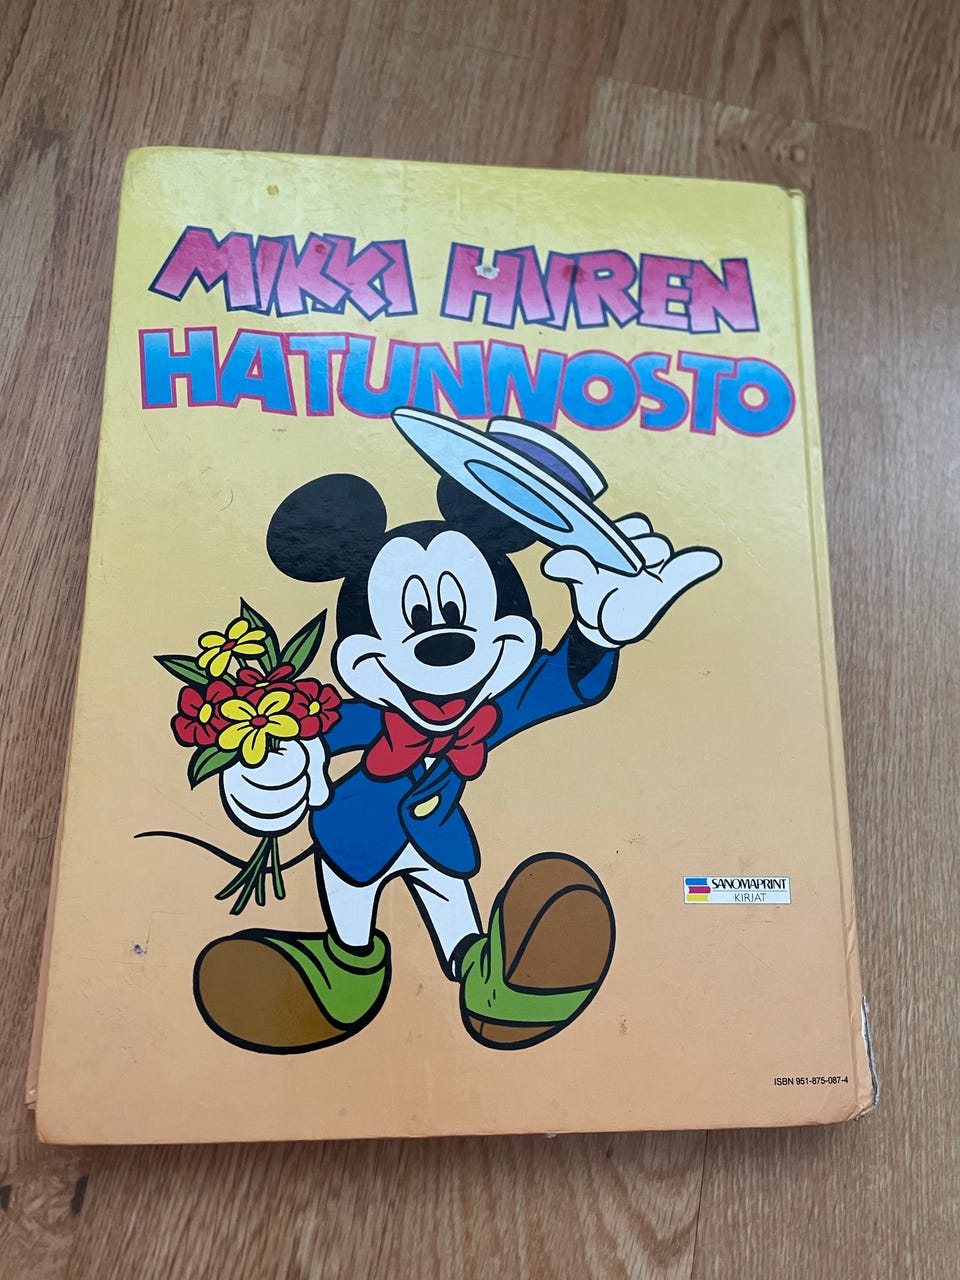 MIKKI HIIREN
HATUNNOSTO
SANOMAPRINT
KIRJAT
ISBN 951-875-087-4